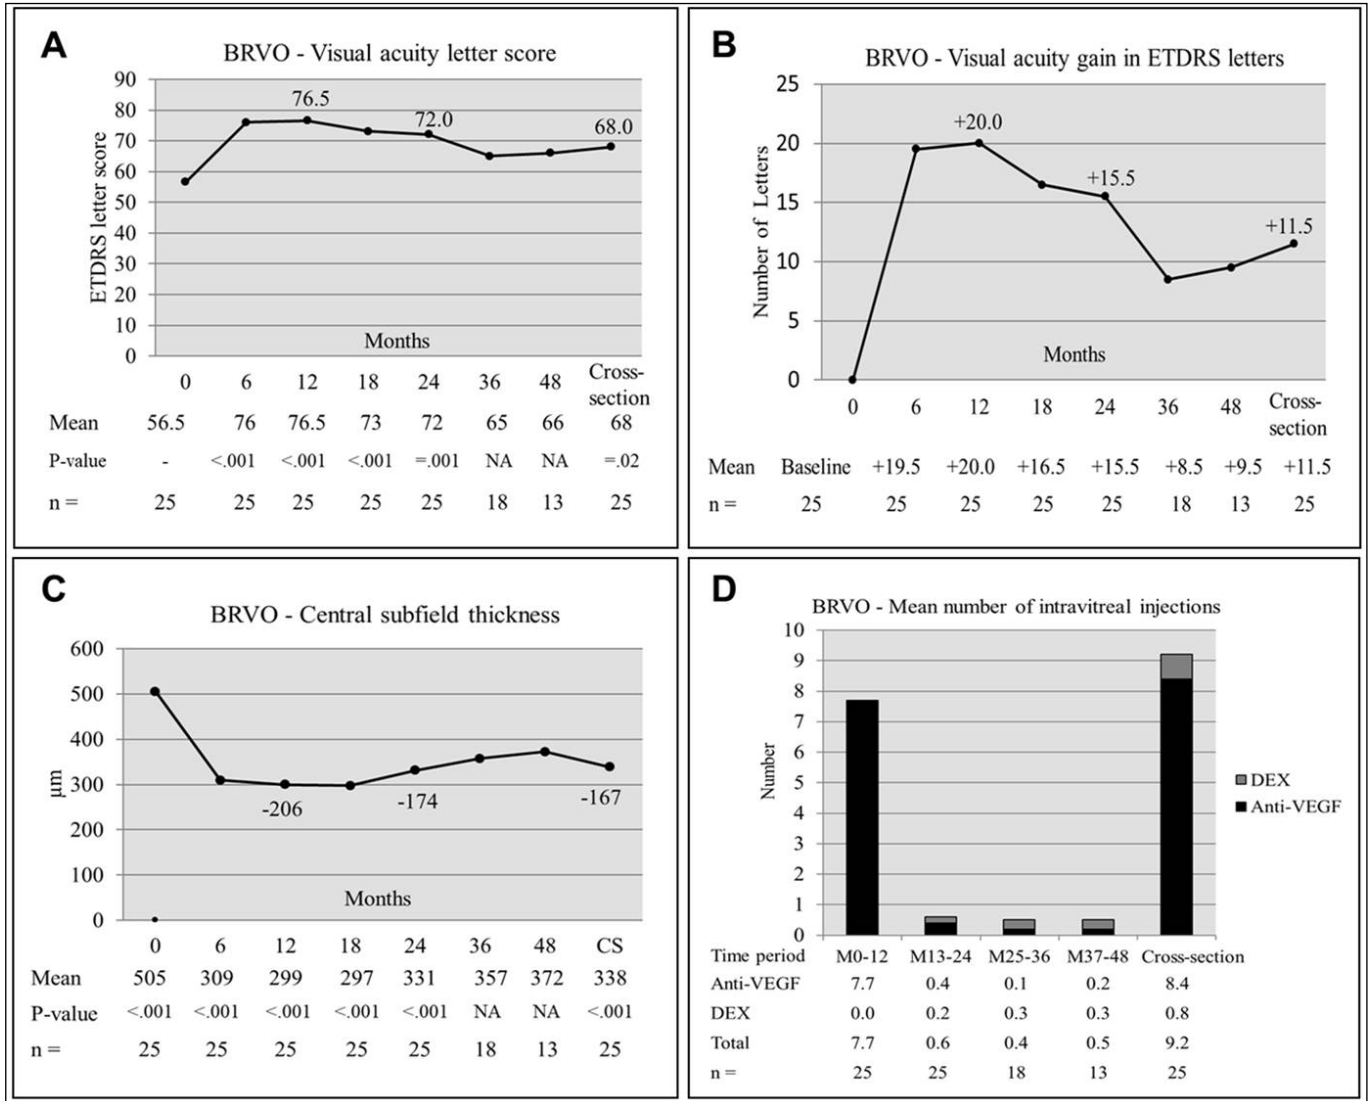 A
BRVO - Visual acuity letter score
ETDRS letter score
90
80
70
60
50
40
30
20
10
0
76.5
72.0
68.0
Months
0 6 12 18 24 36 48 Cross-
section
Mean 56.5 76 76.5 73 72 65 66 68
P-value - <.001 <.001 <.001 =.001 NA NA =.02
n = 25 25 25 25 25 18 13 25
B
BRVO - Visual acuity gain in ETDRS letters
Number of Letters
25
20
15
10
5
0
+20.0
+15.5
+11.5
Months
0 6 12 18 24 36 48 Cross-
section
Mean Baseline +19.5 +20.0 +16.5 +15.5 +8.5 +9.5 +11.5
n = 25 25 25 25 25 18 13 25
C
BRVO - Central subfield thickness
µm
600
500
400
300
200
100
0
-206
-174
-167
Months
0 6 12 18 24 36 48 CS
Mean 505 309 299 297 331 357 372 338
P-value <.001 <.001 <.001 <.001 <.001 NA NA <.001
n = 25 25 25 25 25 18 13 25
D
BRVO - Mean number of intravitreal injections
Number
10
9
8
7
6
5
4
3
2
1
0
DEX
Anti-VEGF
Time period M0-12 M13-24 M25-36 M37-48 Cross-section
Anti-VEGF 7.7 0.4 0.1 0.2 8.4
DEX 0.0 0.2 0.3 0.3 0.8
Total 7.7 0.6 0.4 0.5 9.2
n = 25 25 18 13 25